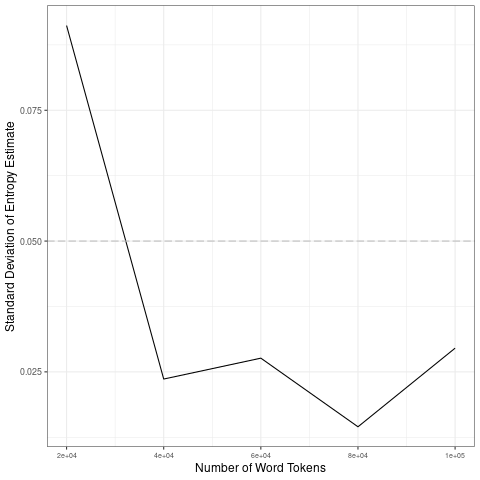 Standard Deviation of Entropy Estimate
0.075
0.050
0.025
2e+04 4e+04 6e+04 8e+04 1e+05
Number of Word Tokens